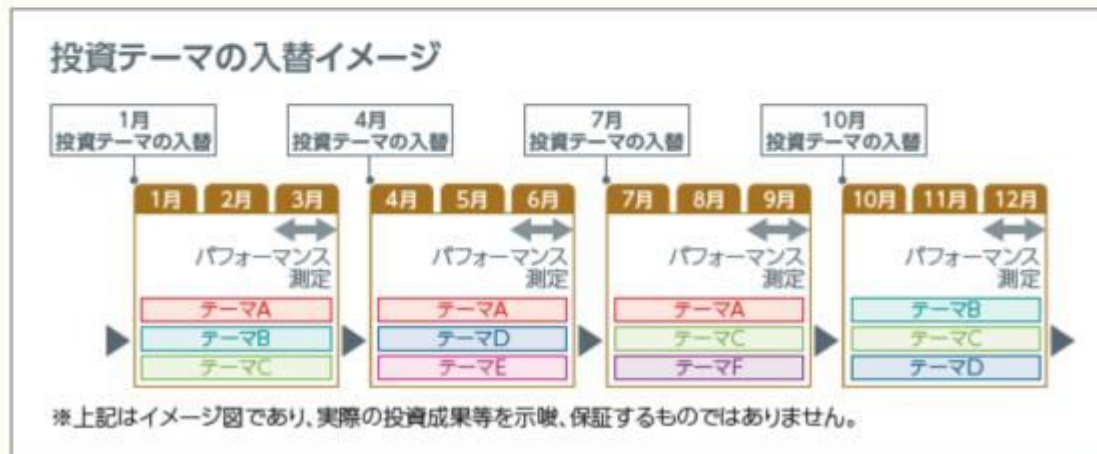 投資テーマの入替イメージ
1月
投資テーマの入替
4月
投資テーマの入替
7月
投資テーマの入替
10月
投資テーマの入替
1月 2月 3月
パフォーマンス
測定
テーマA
テーマB
テーマC
4月 5月 6月
パフォーマンス
測定
テーマA
テーマD
テーマE
7月 8月 9月
パフォーマンス
測定
テーマA
テーマC
テーマF
10月 11月 12月
パフォーマンス
測定
テーマB
テーマC
テーマD
※上記はイメージ図であり、実際の投資成果等を示唆、保証するものではありません。